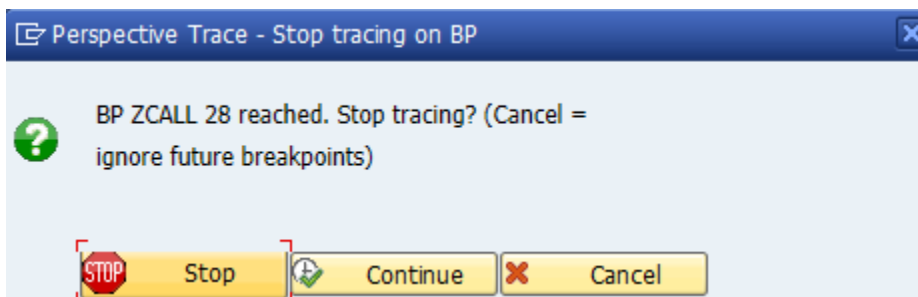 Perspective Trace - Stop tracing on BP
BP ZCALL 28 reached. Stop tracing? (Cancel =
ignore future breakpoints)
STOP Stop Continue Cancel